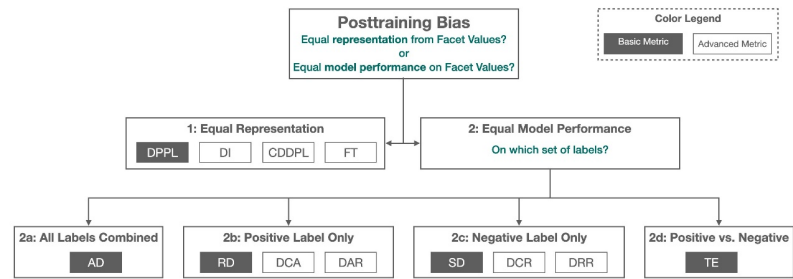 Posttraining Bias
Equal representation from Facet Values?
or
Equal model performance on Facet Values?
Color Legend
Basic Metric
Advanced Metric
1: Equal Representation
DPPL
DI
CDDPL
FT
2: Equal Model Performance
On which set of labels?
2a: All Labels Combined
AD
2b: Positive Label Only
RD
DCA
DAR
2c: Negative Label Only
SD
DCR
DRR
2d: Positive vs. Negative
TE